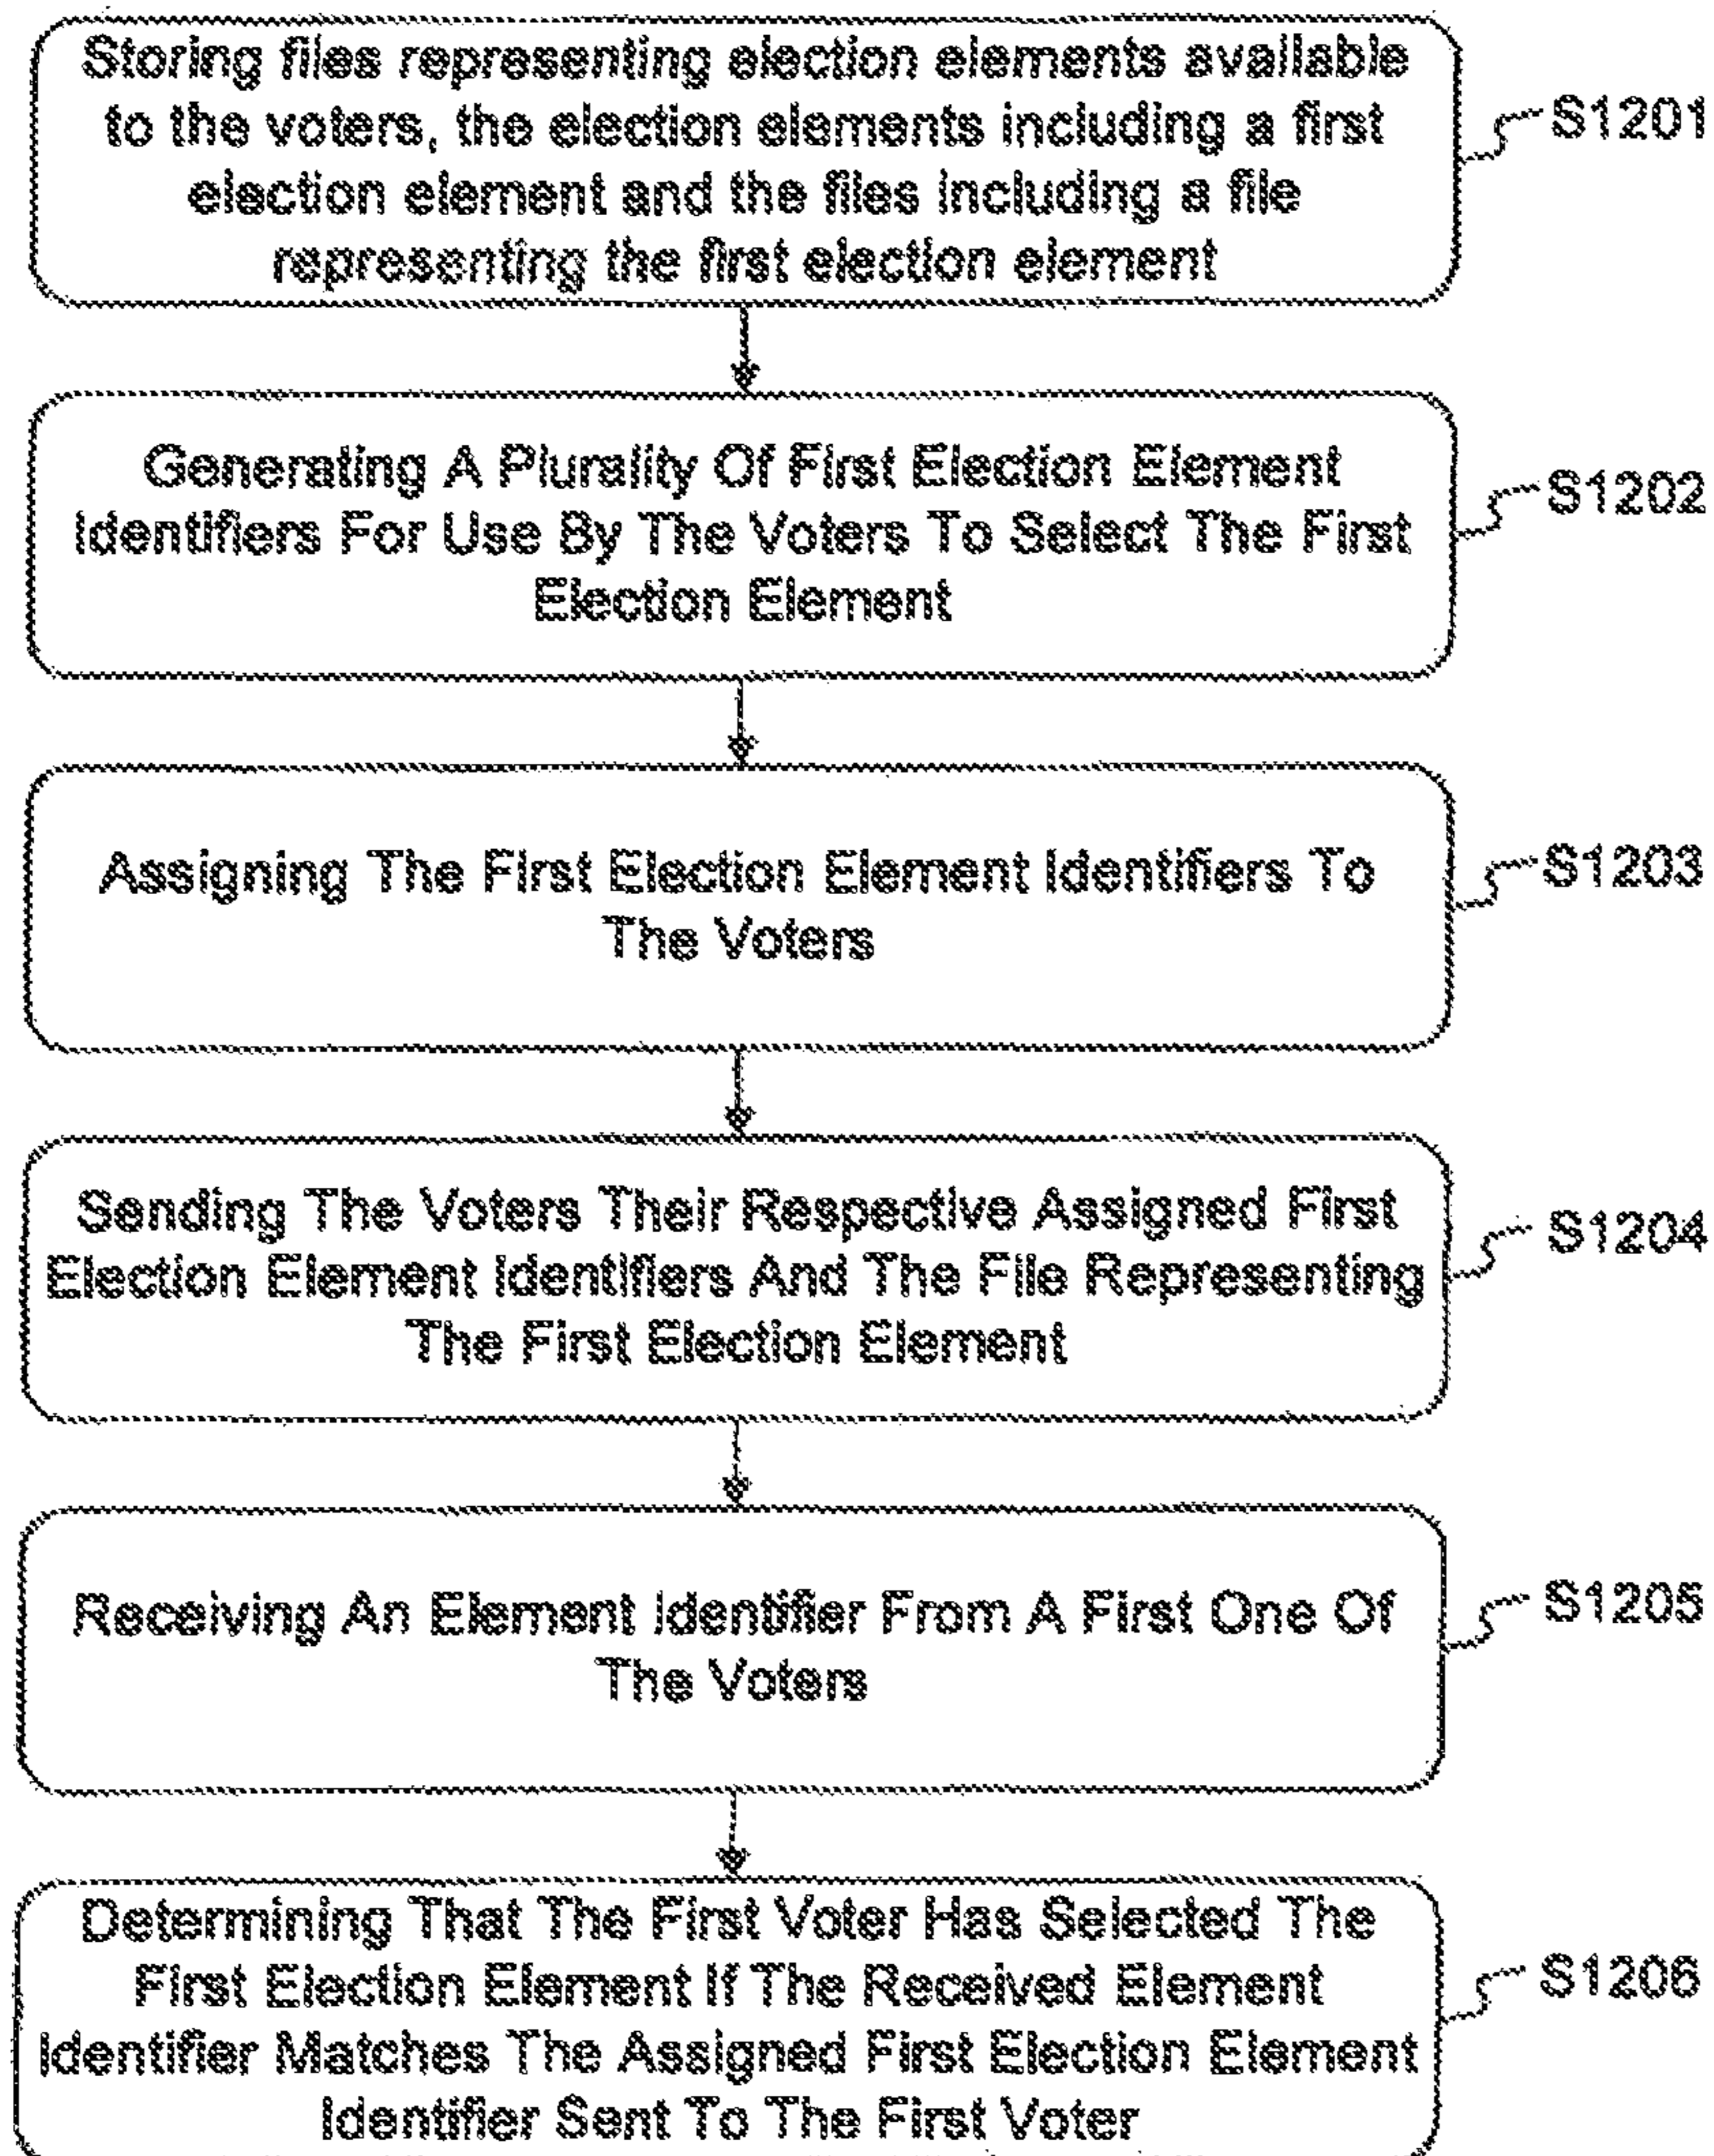 Storing files representing election elements available
to the voters, the election elements including a first
election element and the files including a file
representing the first election element
S1201
Generating A Plurality Of First Election Element
Identifiers For Use By The Voters To Select The First
Election Element
S1202
Assigning The First Election Element Identifiers To
The Voters
S1203
Sending The Voters Their Respective Assigned First
Election Element Identifiers And The File Representing
The First Election Element
S1204
Receiving An Element Identifier From A First One Of
The Voters
S1205
Determining That The First Voter Has Selected The
First Election Element If The Received Element
Identifier Matches The Assigned First Election Element
Identifier Sent To The First Voter
S1206